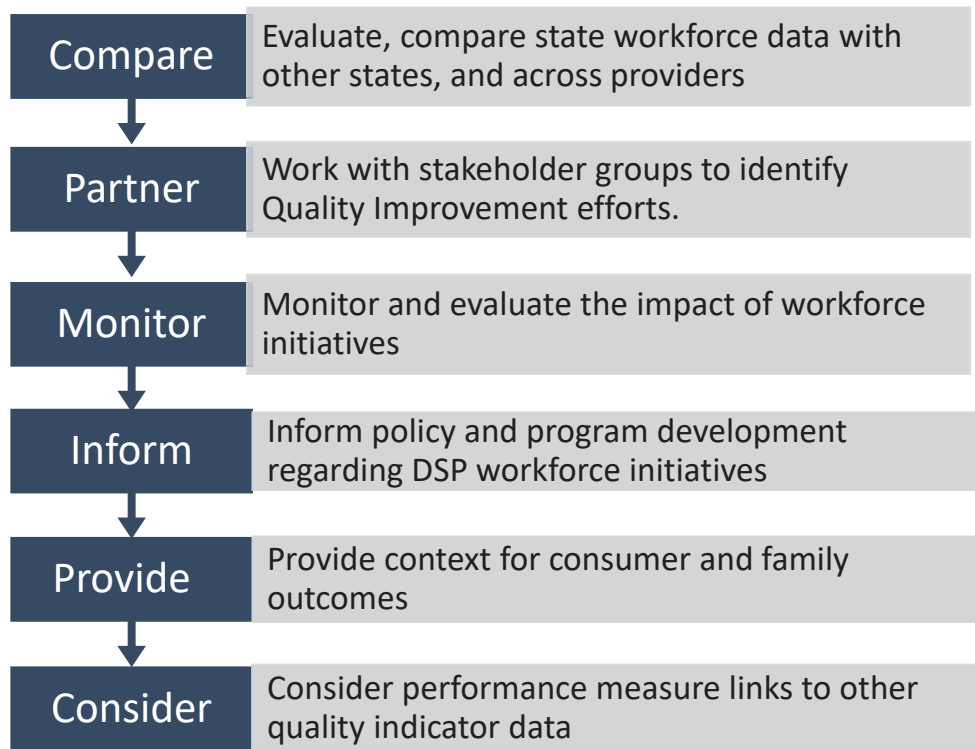 Compare
Evaluate, compare state workforce data with
other states, and across providers
Partner
Work with stakeholder groups to identify
Quality Improvement efforts.
Monitor
Monitor and evaluate the impact of workforce
initiatives
Inform
Inform policy and program development
regarding DSP workforce initiatives
Provide
Provide context for consumer and family
outcomes
Consider
Consider performance measure links to other
quality indicator data